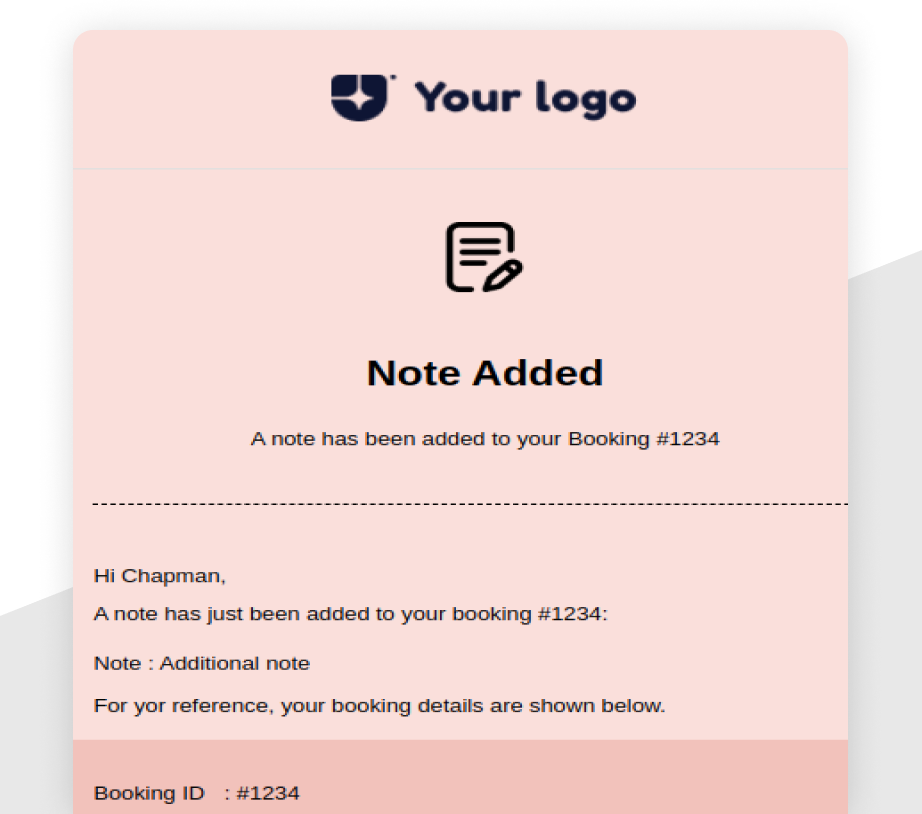 Your logo
Note Added
A note has been added to your Booking #1234
Hi Chapman,
A note has just been added to your booking #1234:
Note : Additional note
For yor reference, your booking details are shown below.
Booking ID : #1234